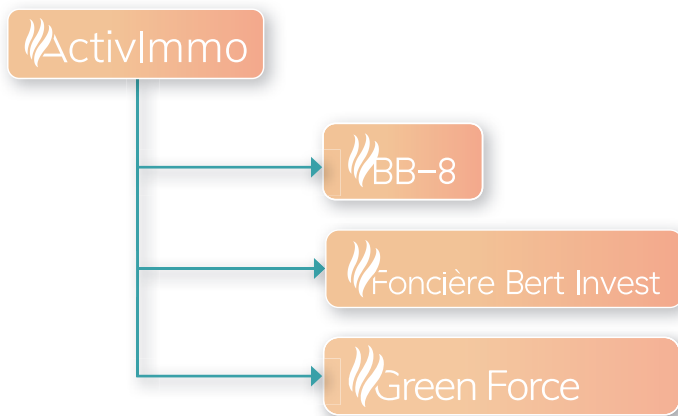 ActivImmo
BB-8
Foncière Bert Invest
Green Force